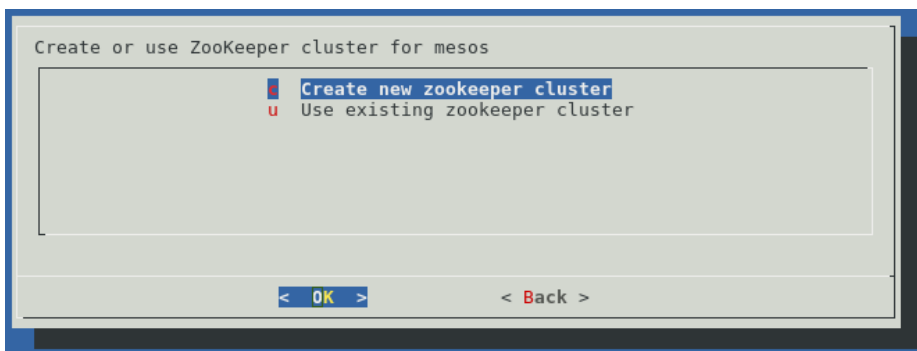 Create or use ZooKeeper cluster for mesos
c Create new zookeeper cluster
u Use existing zookeeper cluster
< OK > < Back >